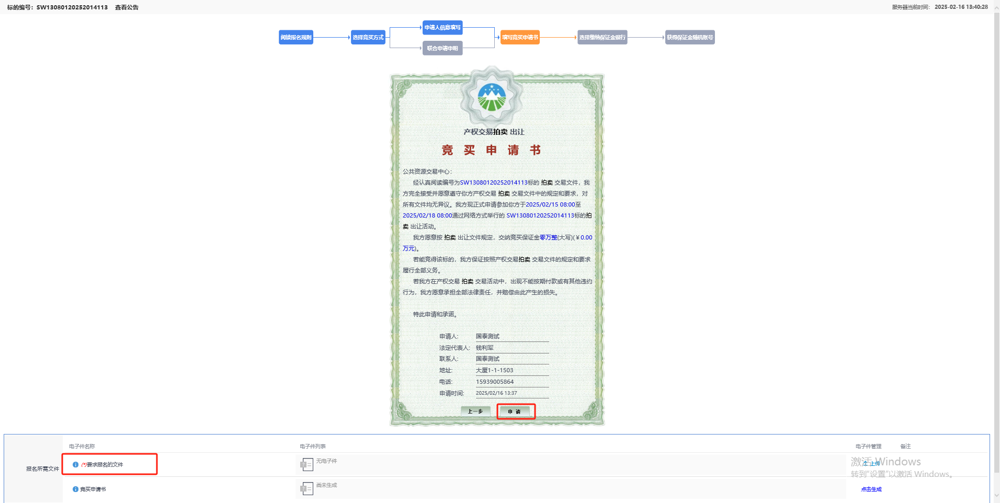 标的编号：SW13080120252014113 查看公告
服务器当前时间： 2025-02-16 13:40:28
阅读报名规则
选择竞买方式
申请人信息填写
联合申请申明
填写竞买申请书
选择缴纳保证金银行
获得保证金随机账号
产权交易拍卖 出让
竞 买 申 请 书
公共资源交易中心：
经认真阅读编号为SW13080120252014113标的 拍卖 交易文件，我
方完全接受并愿意遵守你方产权交易 拍卖 交易文件中的规定和要求，对
所有文件均无异议。我方现正式申请参加你方于2025/02/15 08:00至
2025/02/18 08:00通过网络方式举行的 SW13080120252014113标的拍
卖 出让活动。
我方愿意按 拍卖 出让文件规定，交纳竞买保证金零万整(大写)(￥0.00
万元)。
若能竞得该标的，我方保证按照产权交易拍卖 交易文件的规定和要求
履行全部义务。
若我方在产权交易 拍卖 交易活动中，出现不能按期付款或有其他违约
行为，我方愿意承担全部法律责任，并赔偿由此产生的损失。
特此申请和承诺。
申请人： 国泰测试
法定代表人： 钱利军
联系人： 国泰测试
地址： 大厦1-1-1503
电话： 15939005864
申请时间： 2025/02/16 13:37
上一步 申 请
电子件名称 电子件列表 电子件管理 备注
报名所需文件
(*)要求报名的文件 无电子件 上传
竞买申请书 尚未生成 点击生成
激活 Windows
转到"设置"以激活 Windows。